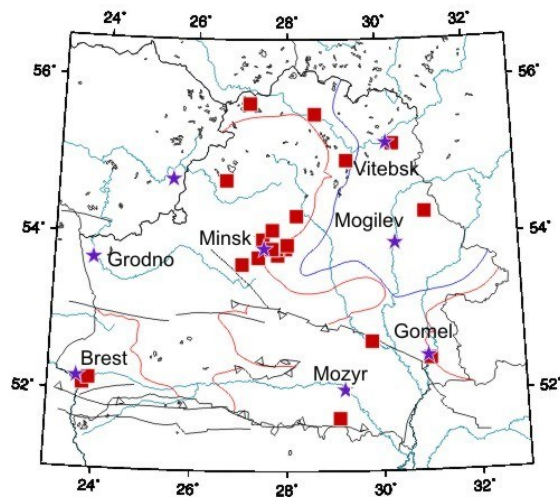 24˚ 26˚ 28˚ 30˚ 32˚
56˚ 56˚
Vitebsk
54˚ 54˚
Mogilev
Minsk
Grodno
Gomel
Brest
Mozyr
52˚ 52˚
24˚ 26˚ 28˚ 30˚ 32˚